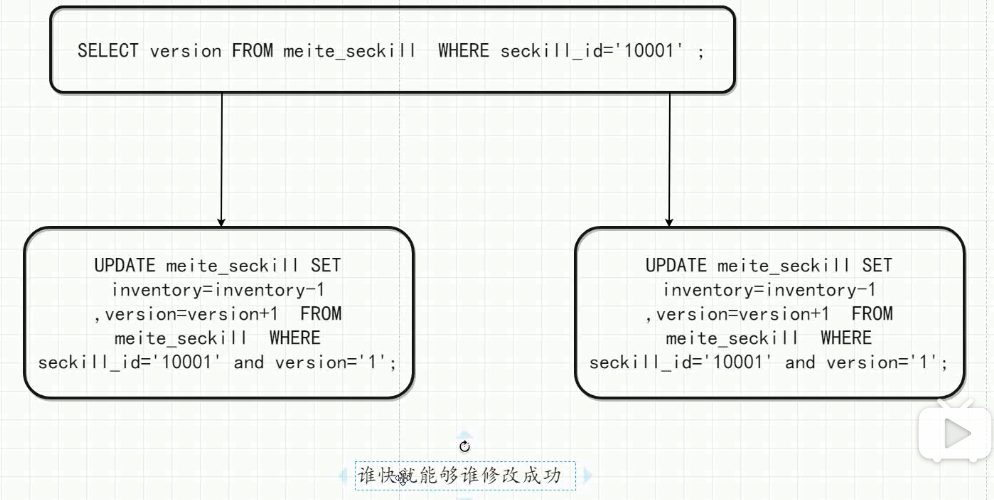 SELECT version FROM meite_seckill  WHERE seckill_id='10001' ;
UPDATE meite_seckill SET
inventory=inventory-1
,version=version+1  FROM
meite_seckill  WHERE
seckill_id='10001' and version='1';
UPDATE meite_seckill SET
inventory=inventory-1
,version=version+1  FROM
meite_seckill  WHERE
seckill_id='10001' and version='1';
谁快就能够谁修改成功